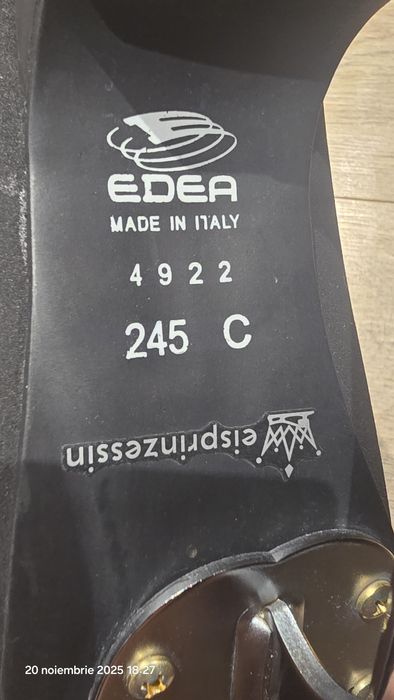 EDEA
MADE IN ITALY
4922
245 C
eisprinzessin
20 noiembrie 2025 18:27